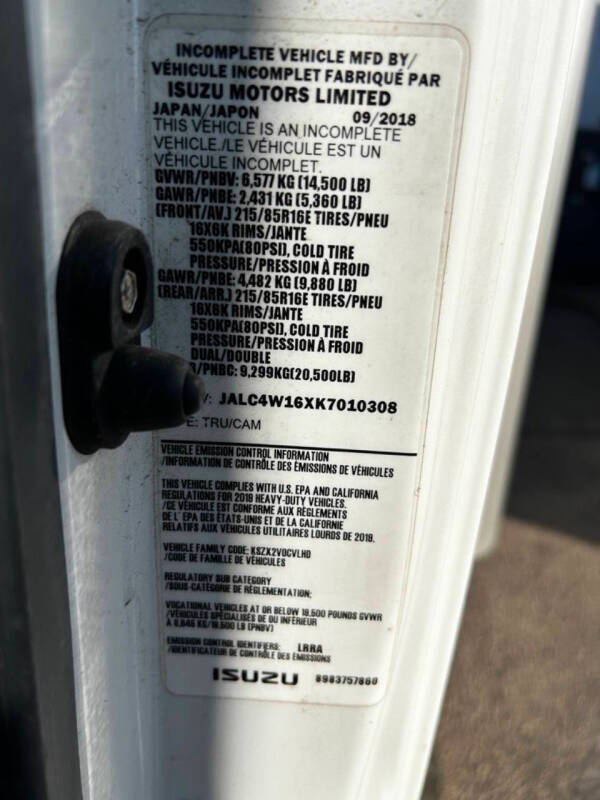 INCOMPLETE VEHICLE MFD BY/
VÉHICULE INCOMPLET FABRIQUÉ PAR
ISUZU MOTORS LIMITED
JAPAN/JAPON 09/2018
THIS VEHICLE IS AN INCOMPLETE
VEHICLE./LE VÉHICULE EST UN
VÉHICULE INCOMPLET.
GVWR/PNBV: 6,577 KG (14,500 LB)
GAWR/PNBE: 2,431 KG (5,360 LB)
(FRONT/AV.) 215/85R16E TIRES/PNEU
16X6K RIMS/JANTE
550KPA(80PSI), COLD TIRE
PRESSURE/PRESSION À FROID
GAWR/PNBE: 4,482 KG (9,880 LB)
(REAR/ARR.) 215/85R16E TIRES/PNEU
16X6K RIMS/JANTE
550KPA(80PSI), COLD TIRE
PRESSURE/PRESSION À FROID
DUAL/DOUBLE
/PNBC: 9,299KG(20,500LB)
: JALC4W16XK7010308
: TRU/CAM
VEHICLE EMISSION CONTROL INFORMATION
/INFORMATION DE CONTRÔLE DES ÉMISSIONS DE VÉHICULES
THIS VEHICLE COMPLIES WITH U.S. EPA AND CALIFORNIA
REGULATIONS FOR 2019 HEAVY-DUTY VEHICLES.
/CE VÉHICULE EST CONFORME AUX RÈGLEMENTS
DE L' EPA DES ÉTATS-UNIS ET DE LA CALIFORNIE
RELATIFS AUX VÉHICULES UTILITAIRES LOURDS DE 2019.
VEHICLE FAMILY CODE: KSZX2VOCVLHD
/CODE DE FAMILLE DE VÉHICULES
REGULATORY SUB CATEGORY
/SOUS-CATÉGORIE DE RÉGLEMENTATION:
VOCATIONAL VEHICLES AT OR BELOW 19,500 POUNDS GVWR
/VÉHICULES SPÉCIALISÉS DE OU INFÉRIEUR
À 8,845 KG/19,500 LB (PNBV)
EMISSION CONTROL IDENTIFIERS: LRRA
/IDENTIFICATEUR DE CONTRÔLE DES ÉMISSIONS
ISUZU 8983757860